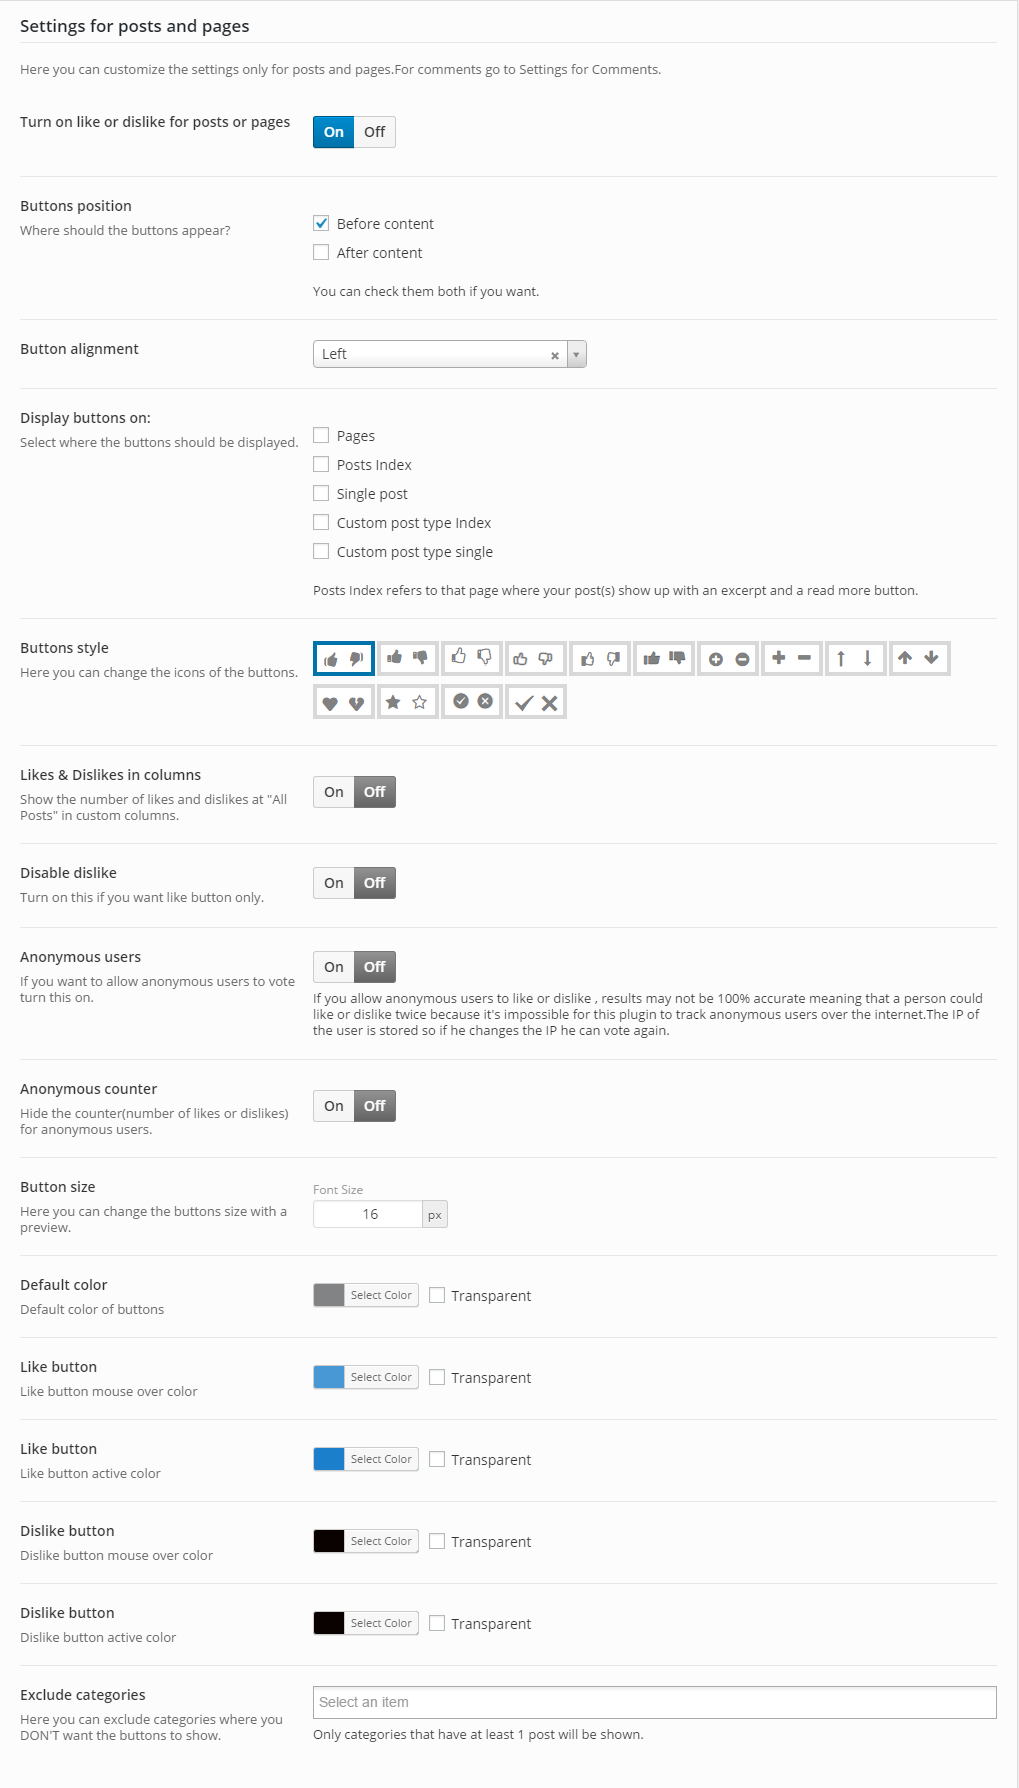 Settings for posts and pages
Here you can customize the settings only for posts and pages.For comments go to Settings for Comments.
Turn on like or dislike for posts or pages
On Off
Buttons position
Where should the buttons appear?
Before content
After content
You can check them both if you want.
Button alignment
Left
Display buttons on:
Select where the buttons should be displayed.
Pages
Posts Index
Single post
Custom post type Index
Custom post type single
Posts Index refers to that page where your post(s) show up with an excerpt and a read more button.
Buttons style
Here you can change the icons of the buttons.
Likes & Dislikes in columns
Show the number of likes and dislikes at "All
Posts" in custom columns.
On Off
Disable dislike
Turn on this if you want like button only.
On Off
Anonymous users
If you want to allow anonymous users to vote
turn this on.
On Off
If you allow anonymous users to like or dislike , results may not be 100% accurate meaning that a person could
like or dislike twice because it's impossible for this plugin to track anonymous users over the internet.The IP of
the user is stored so if he changes the IP he can vote again.
Anonymous counter
Hide the counter(number of likes or dislikes)
for anonymous users.
On Off
Button size
Here you can change the buttons size with a
preview.
Font Size
16 px
Default color
Default color of buttons
Select Color Transparent
Like button
Like button mouse over color
Select Color Transparent
Like button
Like button active color
Select Color Transparent
Dislike button
Dislike button mouse over color
Select Color Transparent
Dislike button
Dislike button active color
Select Color Transparent
Exclude categories
Here you can exclude categories where you
DON'T want the buttons to show.
Select an item
Only categories that have at least 1 post will be shown.